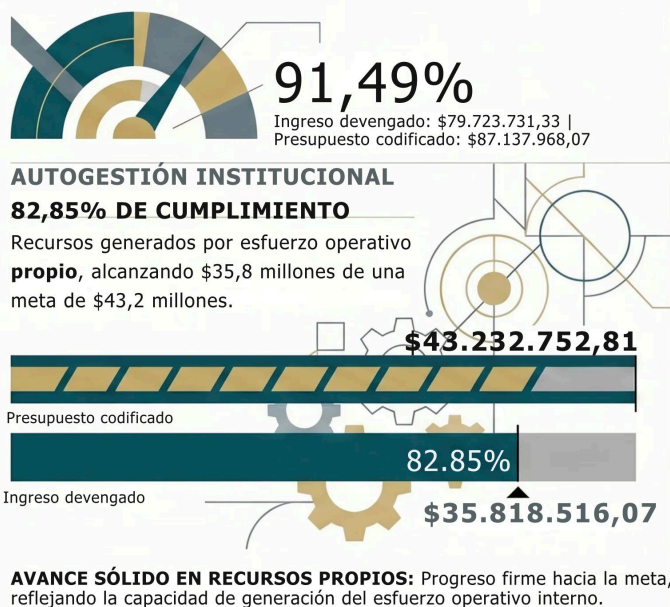 91,49%
Ingreso devengado: $79.723.731,33 |
Presupuesto codificado: $87.137.968,07
AUTOGESTIÓN INSTITUCIONAL
82,85% DE CUMPLIMIENTO
Recursos generados por esfuerzo operativo
propio, alcanzando $35,8 millones de una
meta de $43,2 millones.
$43.232.752,81
Presupuesto codificado
82.85%
Ingreso devengado
$35.818.516,07
AVANCE SÓLIDO EN RECURSOS PROPIOS: Progreso firme hacia la meta,
reflejando la capacidad de generación del esfuerzo operativo interno.